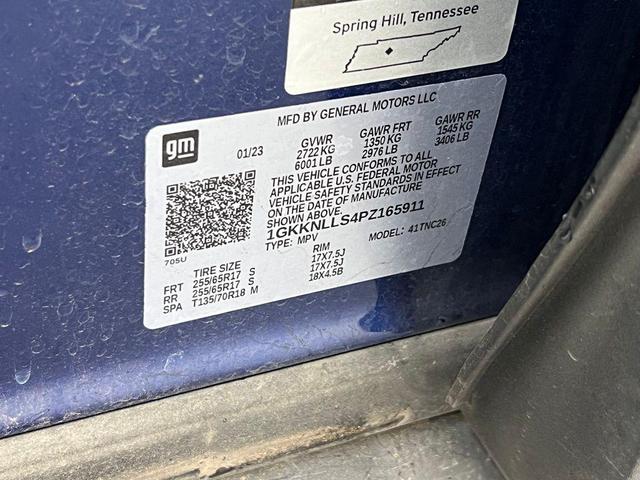 Spring Hill, Tennessee
MFD BY GENERAL MOTORS LLC
gm
01/23
GVWR GAWR FRT GAWR RR
2722 KG 1350 KG 1545 KG
6001 LB 2976 LB 3406 LB
THIS VEHICLE CONFORMS TO ALL
APPLICABLE U.S. FEDERAL MOTOR
VEHICLE SAFETY STANDARDS IN EFFECT
ON THE DATE OF MANUFACTURE
SHOWN ABOVE.
1GKKNLLS4PZ165911
TYPE: MPV MODEL: 41TNC26
705U
TIRE SIZE RIM
FRT 255/65R17 S 17X7.5J
RR 255/65R17 S 17X7.5J
SPA T135/70R18 M 18X4.5B